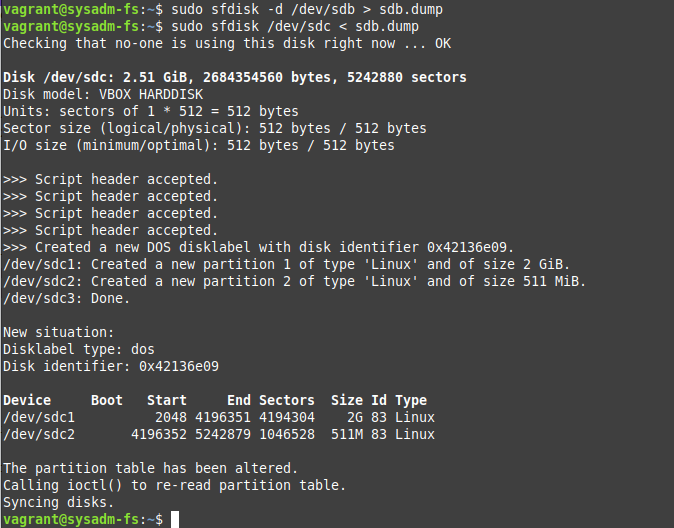 vagrant@sysadm-fs:~$ sudo sfdisk -d /dev/sdb > sdb.dump
vagrant@sysadm-fs:~$ sudo sfdisk /dev/sdc < sdb.dump
Checking that no-one is using this disk right now ... OK

Disk /dev/sdc: 2.51 GiB, 2684354560 bytes, 5242880 sectors
Disk model: VBOX HARDDISK
Units: sectors of 1 * 512 = 512 bytes
Sector size (logical/physical): 512 bytes / 512 bytes
I/O size (minimum/optimal): 512 bytes / 512 bytes

>>> Script header accepted.
>>> Script header accepted.
>>> Script header accepted.
>>> Script header accepted.
>>> Created a new DOS disklabel with disk identifier 0x42136e09.
/dev/sdc1: Created a new partition 1 of type 'Linux' and of size 2 GiB.
/dev/sdc2: Created a new partition 2 of type 'Linux' and of size 511 MiB.
/dev/sdc3: Done.

New situation:
Disklabel type: dos
Disk identifier: 0x42136e09

Device     Boot   Start     End Sectors  Size Id Type
/dev/sdc1          2048 4196351 4194304    2G 83 Linux
/dev/sdc2       4196352 5242879 1046528  511M 83 Linux

The partition table has been altered.
Calling ioctl() to re-read partition table.
Syncing disks.
vagrant@sysadm-fs:~$